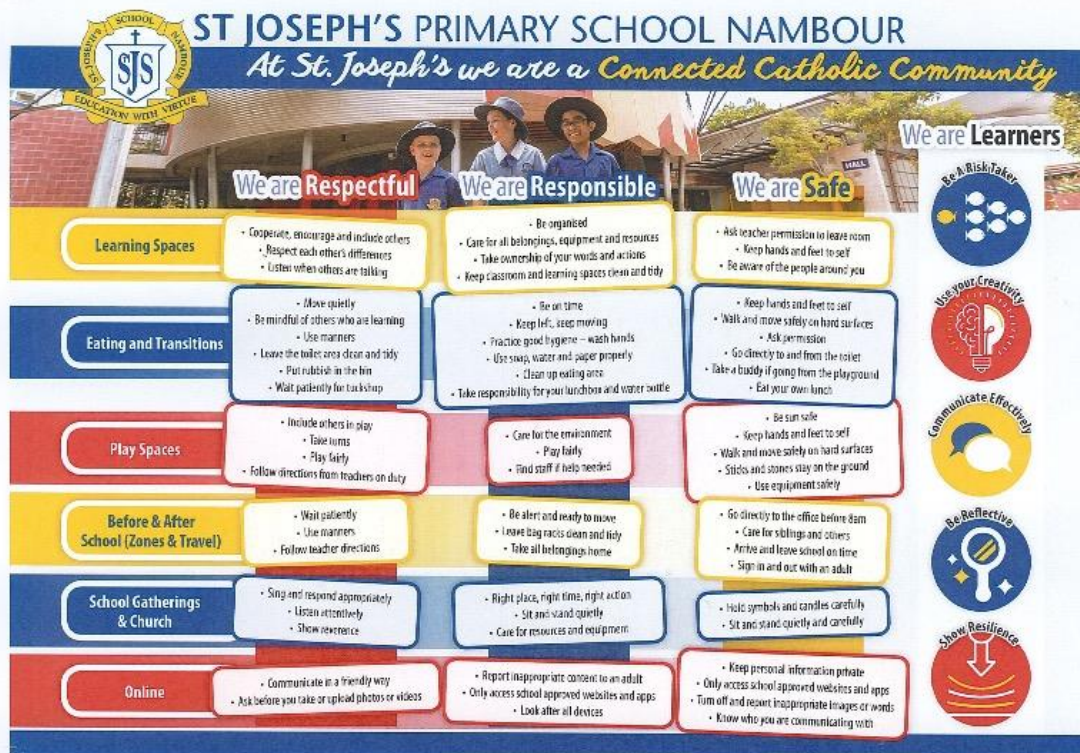 ST JOSEPH'S PRIMARY SCHOOL NAMBOUR
ST. JOSEPH'S SCHOOL NAMBOUR
SJS
EDUCATION WITH VIRTUE
At St. Joseph's we are a Connected Catholic Community
HALL
We are Respectful
We are Responsible
We are Safe
We are Learners
Learning Spaces
• Cooperate, encourage and include others
• Respect each other's differences
• Listen when others are talking
• Be organised
• Care for all belongings, equipment and resources
• Take ownership of your words and actions
• Keep classroom and learning spaces clean and tidy
• Ask teacher permission to leave room
• Keep hands and feet to self
• Be aware of the people around you
Eating and Transitions
• Move quietly
• Be mindful of others who are learning
• Use manners
• Leave the toilet area clean and tidy
• Put rubbish in the bin
• Wait patiently for tuckshop
• Be on time
• Keep left, keep moving
• Practice good hygiene – wash hands
• Use soap, water and paper properly
• Clean up eating area
• Take responsibility for your lunchbox and water bottle
• Keep hands and feet to self
• Walk and move safely on hard surfaces
• Ask permission
• Go directly to and from the toilet
• Take a buddy if going from the playground
• Eat your own lunch
Play Spaces
• Include others in play
• Take turns
• Play fairly
• Follow directions from teachers on duty
• Care for the environment
• Play fairly
• Find staff if help needed
• Be sun safe
• Keep hands and feet to self
• Walk and move safely on hard surfaces
• Sticks and stones stay on the ground
• Use equipment safely
Before & After
School (Zones & Travel)
• Wait patiently
• Use manners
• Follow teacher directions
• Be alert and ready to move
• Leave bag racks clean and tidy
• Take all belongings home
• Go directly to the office before 8am
• Care for siblings and others
• Arrive and leave school on time
• Sign in and out with an adult
School Gatherings
& Church
• Sing and respond appropriately
• Listen attentively
• Show reverence
• Right place, right time, right action
• Sit and stand quietly
• Care for resources and equipment
• Hold symbols and candles carefully
• Sit and stand quietly and carefully
Online
• Communicate in a friendly way
• Ask before you take or upload photos or videos
• Report inappropriate content to an adult
• Only access school approved websites and apps
• Look after all devices
• Keep personal information private
• Only access school approved websites and apps
• Turn off and report inappropriate images or words
• Know who you are communicating with
Be A Risk Taker
Use your Creativity
Communicate Effectively
Be Reflective
Show Resilience